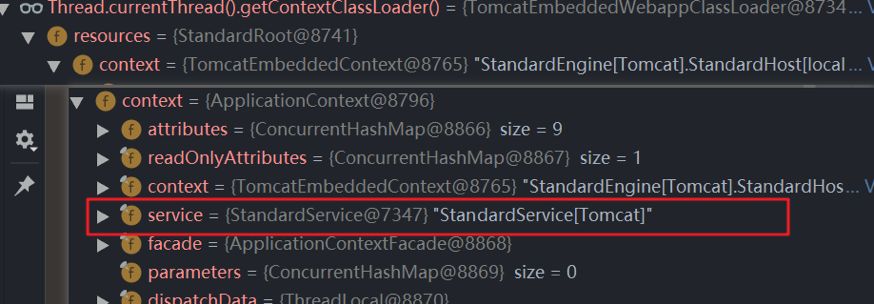 Thread.currentThread().getContextClassLoader() = {TomcatEmbeddedWebappClassLoader@8734...
resources = {StandardRoot@8741}
context = {TomcatEmbeddedContext@8765} "StandardEngine[Tomcat].StandardHost[local... V
context = {ApplicationContext@8796}
attributes = {ConcurrentHashMap@8866} size = 9
readOnlyAttributes = {ConcurrentHashMap@8867} size = 1
context = {TomcatEmbeddedContext@8765} "StandardEngine[Tomcat].StandardHos... V
service = {StandardService@7347} "StandardService[Tomcat]"
facade = {ApplicationContextFacade@8868}
parameters = {ConcurrentHashMap@8869} size = 0
dispatchData = {ThreadLocal@8870}